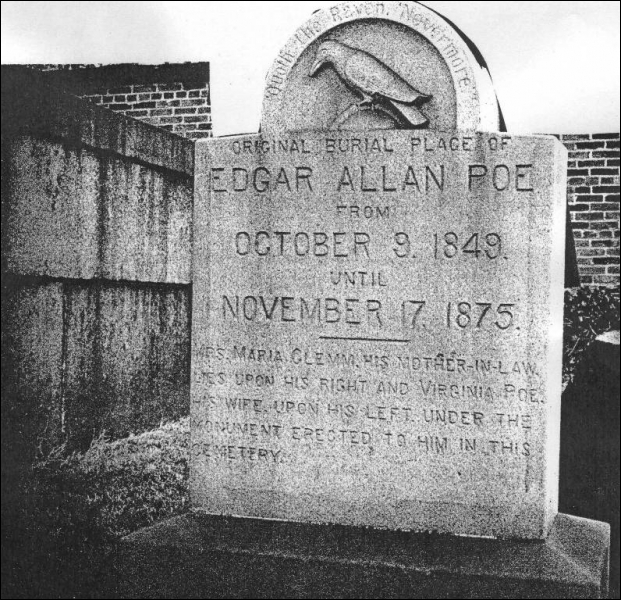 Quoth the Raven, "Nevermore."
ORIGINAL BURIAL PLACE OF
EDGAR ALLAN POE
FROM
OCTOBER 9, 1849.
UNTIL
NOVEMBER 17, 1875.
MRS. MARIA CLEMM, HIS MOTHER-IN-LAW,
LIES UPON HIS RIGHT AND VIRGINIA POE,
HIS WIFE, UPON HIS LEFT. UNDER THE
MONUMENT ERECTED TO HIM IN THIS
CEMETERY.